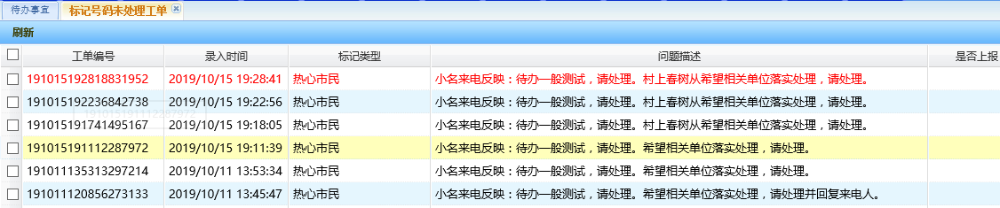 待办事宜 标记号码未处理工单
刷新
工单编号 录入时间 标记类型 问题描述 是否上报
191015192818831952 2019/10/15 19:28:41 热心市民 小名来电反映：待办一般测试，请处理。村上春树从希望相关单位落实处理，请处理。
191015192236842738 2019/10/15 19:22:56 热心市民 小名来电反映：待办一般测试，请处理。村上春树从希望相关单位落实处理，请处理。
191015191741495167 2019/10/15 19:18:05 热心市民 小名来电反映：待办一般测试，请处理。村上春树从希望相关单位落实处理，请处理。
191015191112287972 2019/10/15 19:11:39 热心市民 小名来电反映：待办一般测试，请处理。希望相关单位落实处理，请处理。
191011135313297214 2019/10/11 13:53:34 热心市民 小名来电反映：待办一般测试，请处理。希望相关单位落实处理，请处理。
191011120856273133 2019/10/11 13:45:47 热心市民 小名来电反映：待办一般测试，请处理。希望相关单位落实处理，请处理并回复来电人。